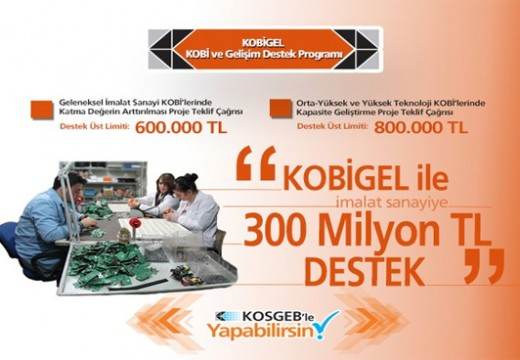 KOBİGEL
KOBİ ve Gelişim Destek Programı
Geleneksel İmalat Sanayi KOBİ'lerinde
Katma Değerin Arttırılması Proje Teklif Çağrısı
Destek Üst Limiti: 600.000 TL
Orta-Yüksek ve Yüksek Teknoloji KOBİ'lerinde
Kapasite Geliştirme Proje Teklif Çağrısı
Destek Üst Limiti: 800.000 TL
"KOBİGEL ile
imalat sanayiye
300 Milyon TL
DESTEK"
KOSGEB'le
Yapabilirsin